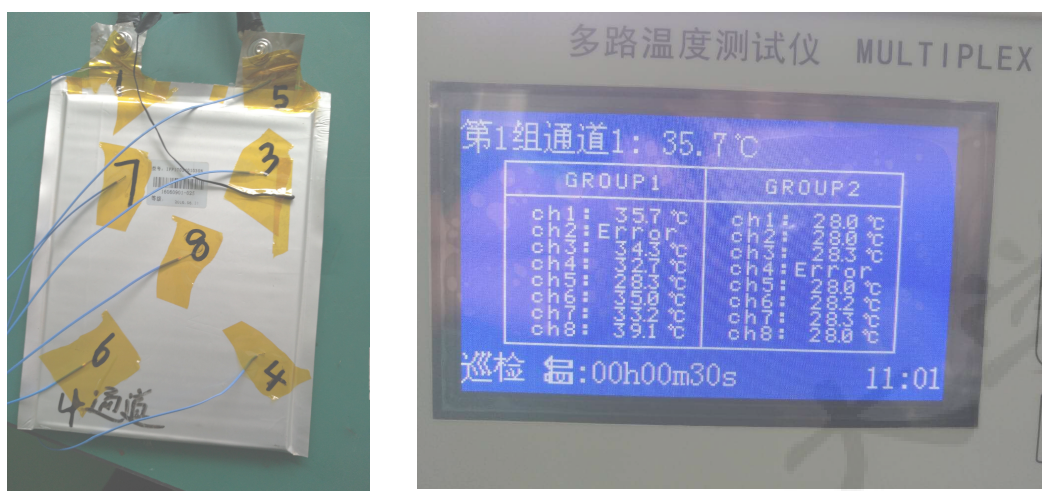 1
5
3
7
8
6
4
4通道
多路温度测试仪 MULTIPLEX
第1组通道1: 35.7℃
GROUP1 GROUP2
ch1: 35.7℃ ch1: 28.0℃
ch2:Error ch2: 28.0℃
ch3: 34.3℃ ch3: 28.3℃
ch4: 32.7℃ ch4:Error
ch5: 28.3℃ ch5: 28.0℃
ch6: 35.0℃ ch6: 28.2℃
ch7: 33.2℃ ch7: 28.3℃
ch8: 39.1℃ ch8: 28.0℃
巡检 :00h00m30s 11:01